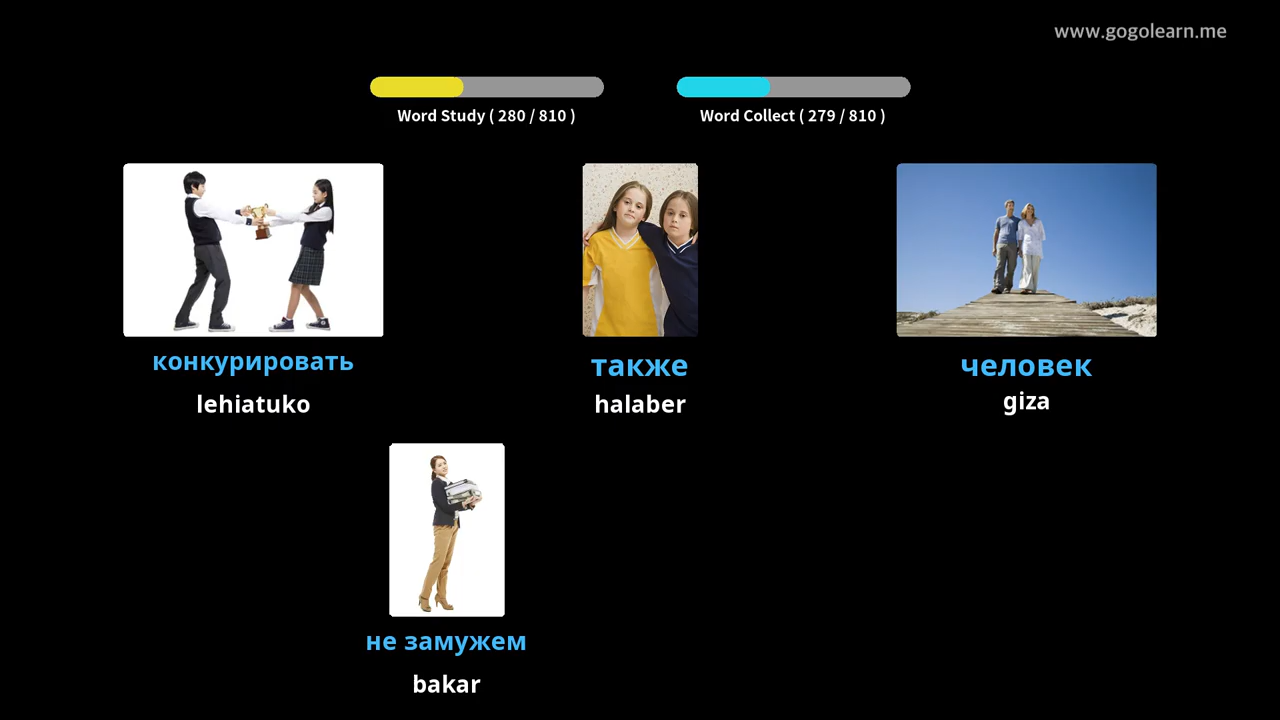 www.gogolearn.me
Word Study ( 280 / 810 )
Word Collect ( 279 / 810 )
конкурировать
lehiatuko
также
halaber
человек
giza
не замужем
bakar